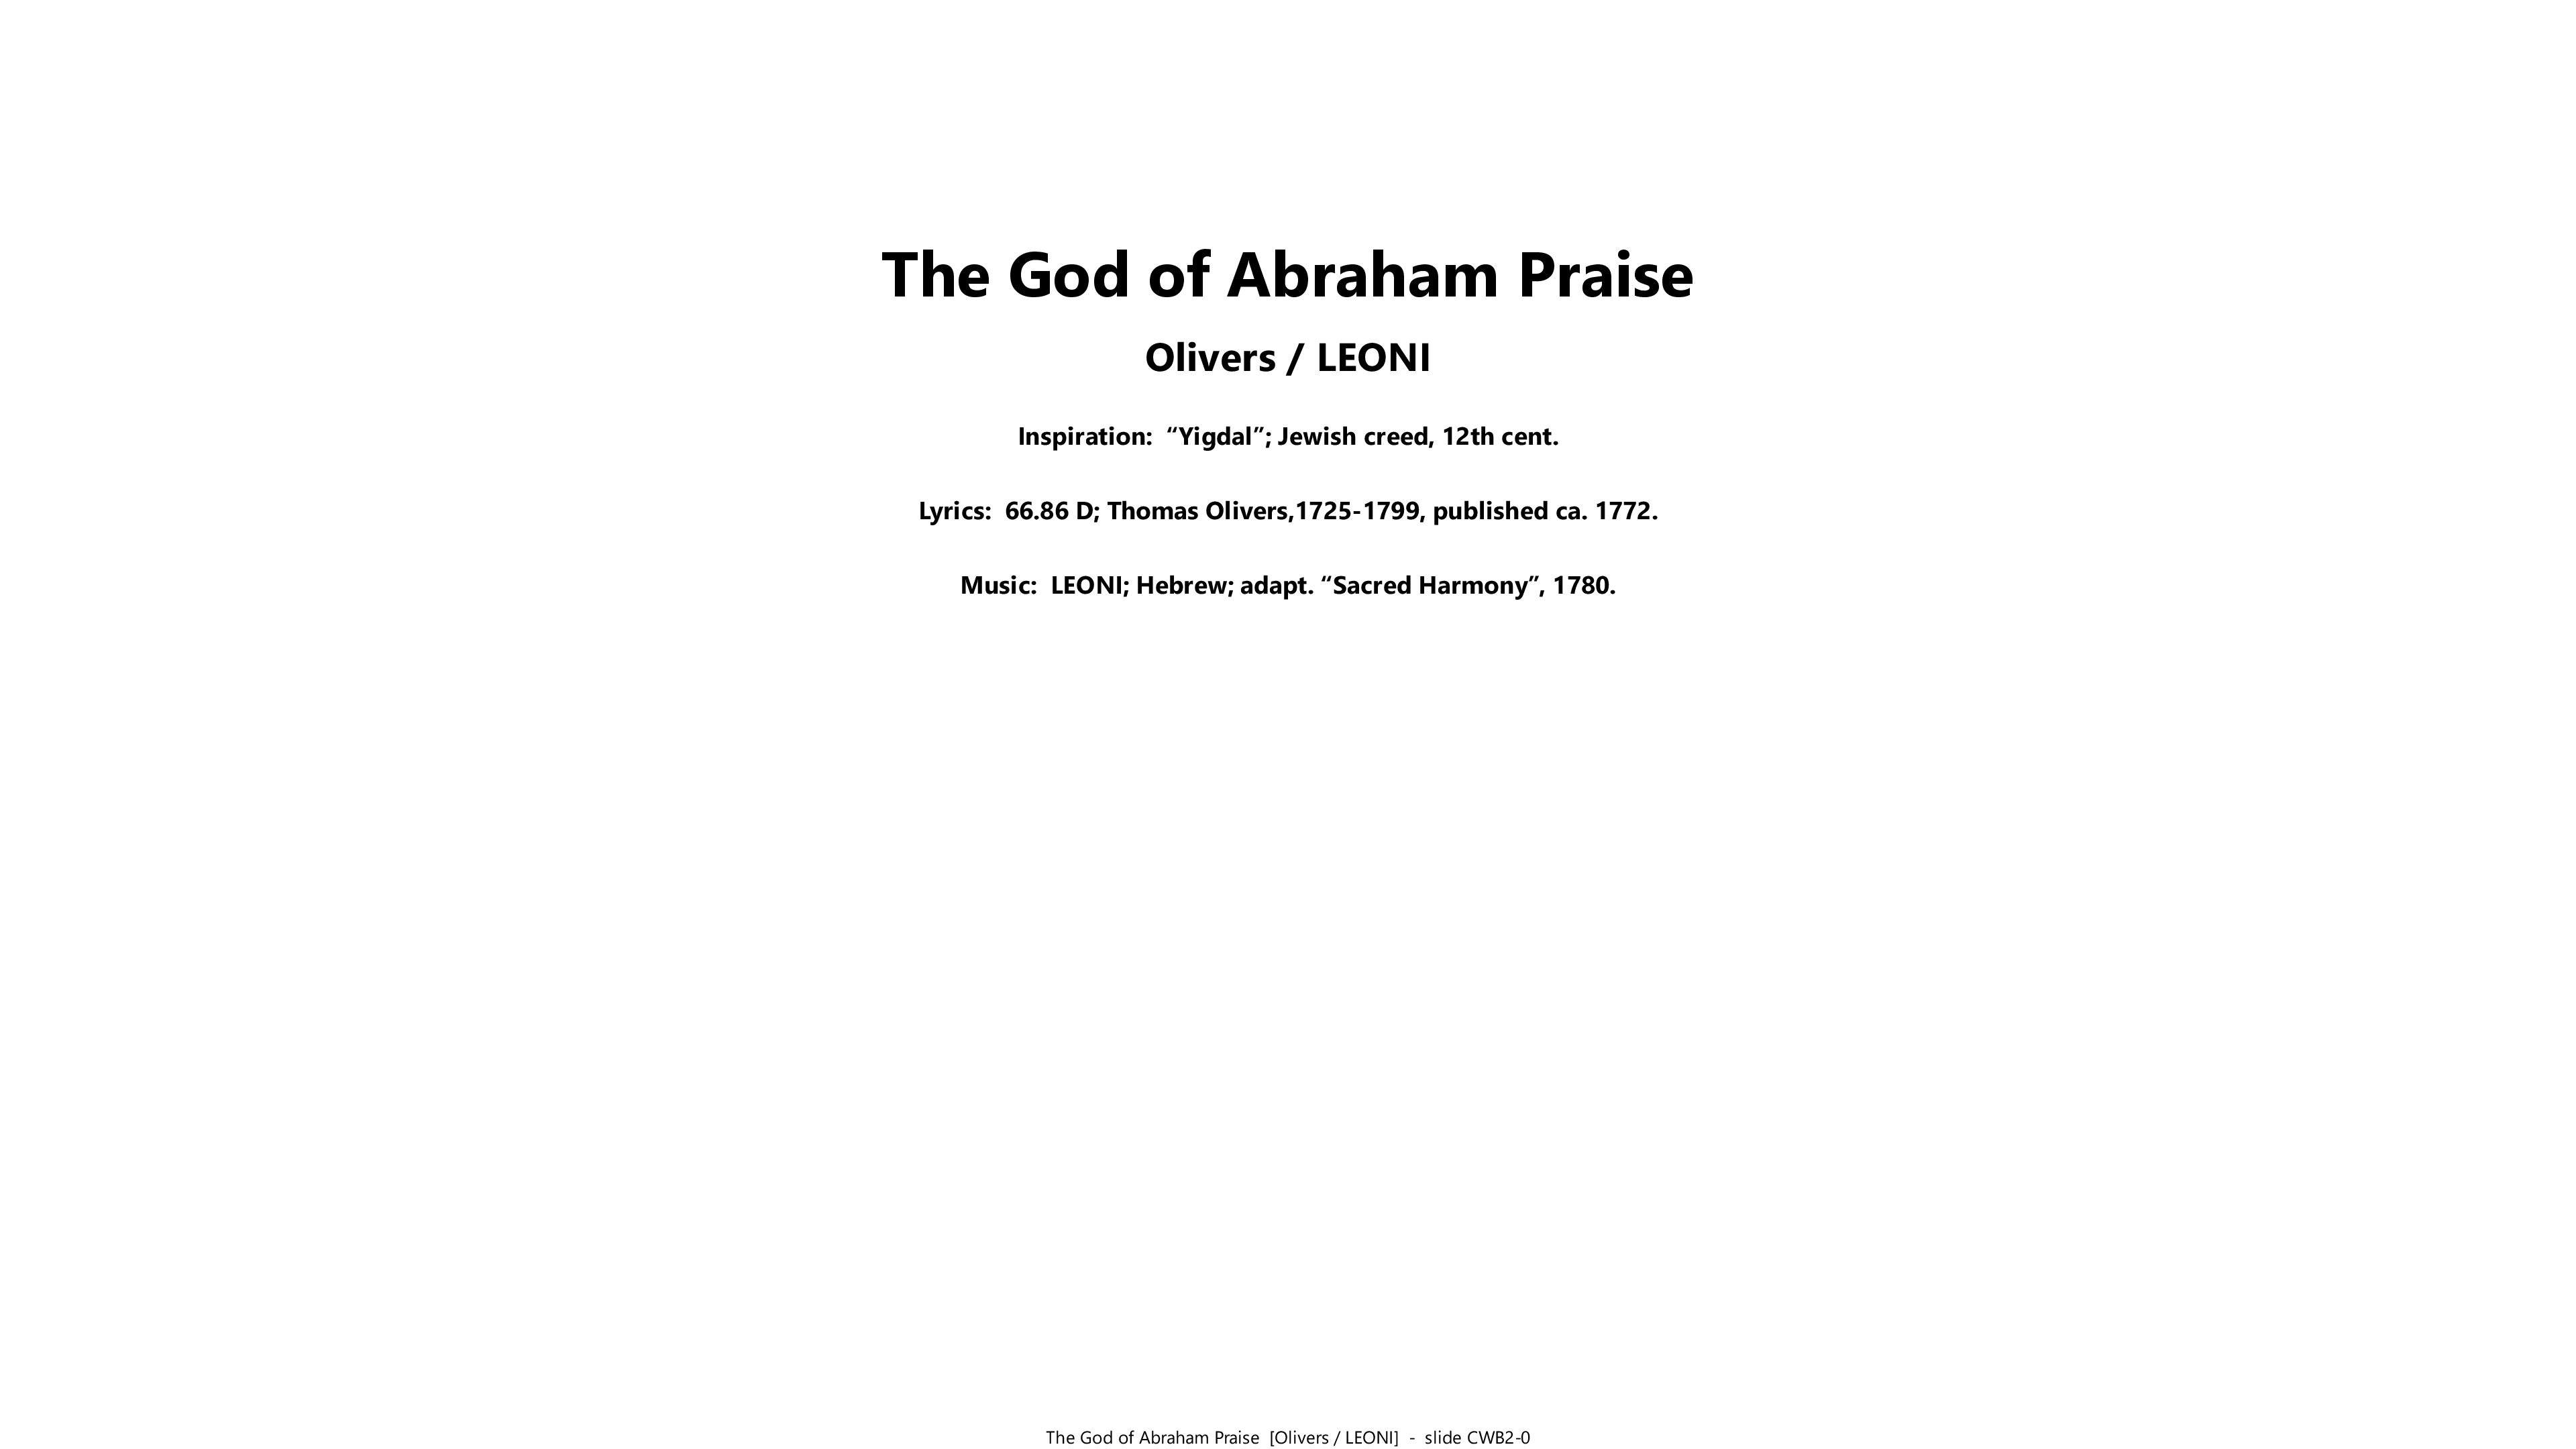 The God of Abraham Praise
Olivers / LEONI
Inspiration:  “Yigdal”; Jewish creed, 12th cent.
Lyrics:  66.86 D; Thomas Olivers,1725-1799, published ca. 1772.
Music:  LEONI; Hebrew; adapt. “Sacred Harmony”, 1780.
The God of Abraham Praise  [Olivers / LEONI]  -  slide CWB2-0